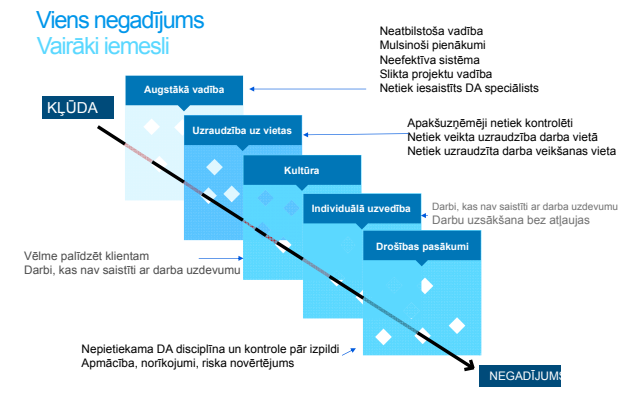 Viens negadījums
Vairāki iemesli
Neatbilstoša vadība
Mulsinoši pienākumi
Neefektīva sistēma
Slikta projektu vadība
Netiek iesaistīts DA speciālists
Augstākā vadība
KĻŪDA
Apakšuzņēmēji netiek kontrolēti
Netiek veikta uzraudzība darba vietā
Netiek uzraudzīta darba veikšanas vieta
Uzraudzība uz vietas
Kultūra
Individuālā uzvedība
Darbi, kas nav saistīti ar darba uzdevumu
Darbu uzsākšana bez atļaujas
Drošības pasākumi
Vēlme palīdzēt klientam
Darbi, kas nav saistīti ar darba uzdevumu
Nepietiekama DA disciplīna un kontrole pār izpildi
Apmācība, norīkojumi, riska novērtējums
NEGADĪJUMS